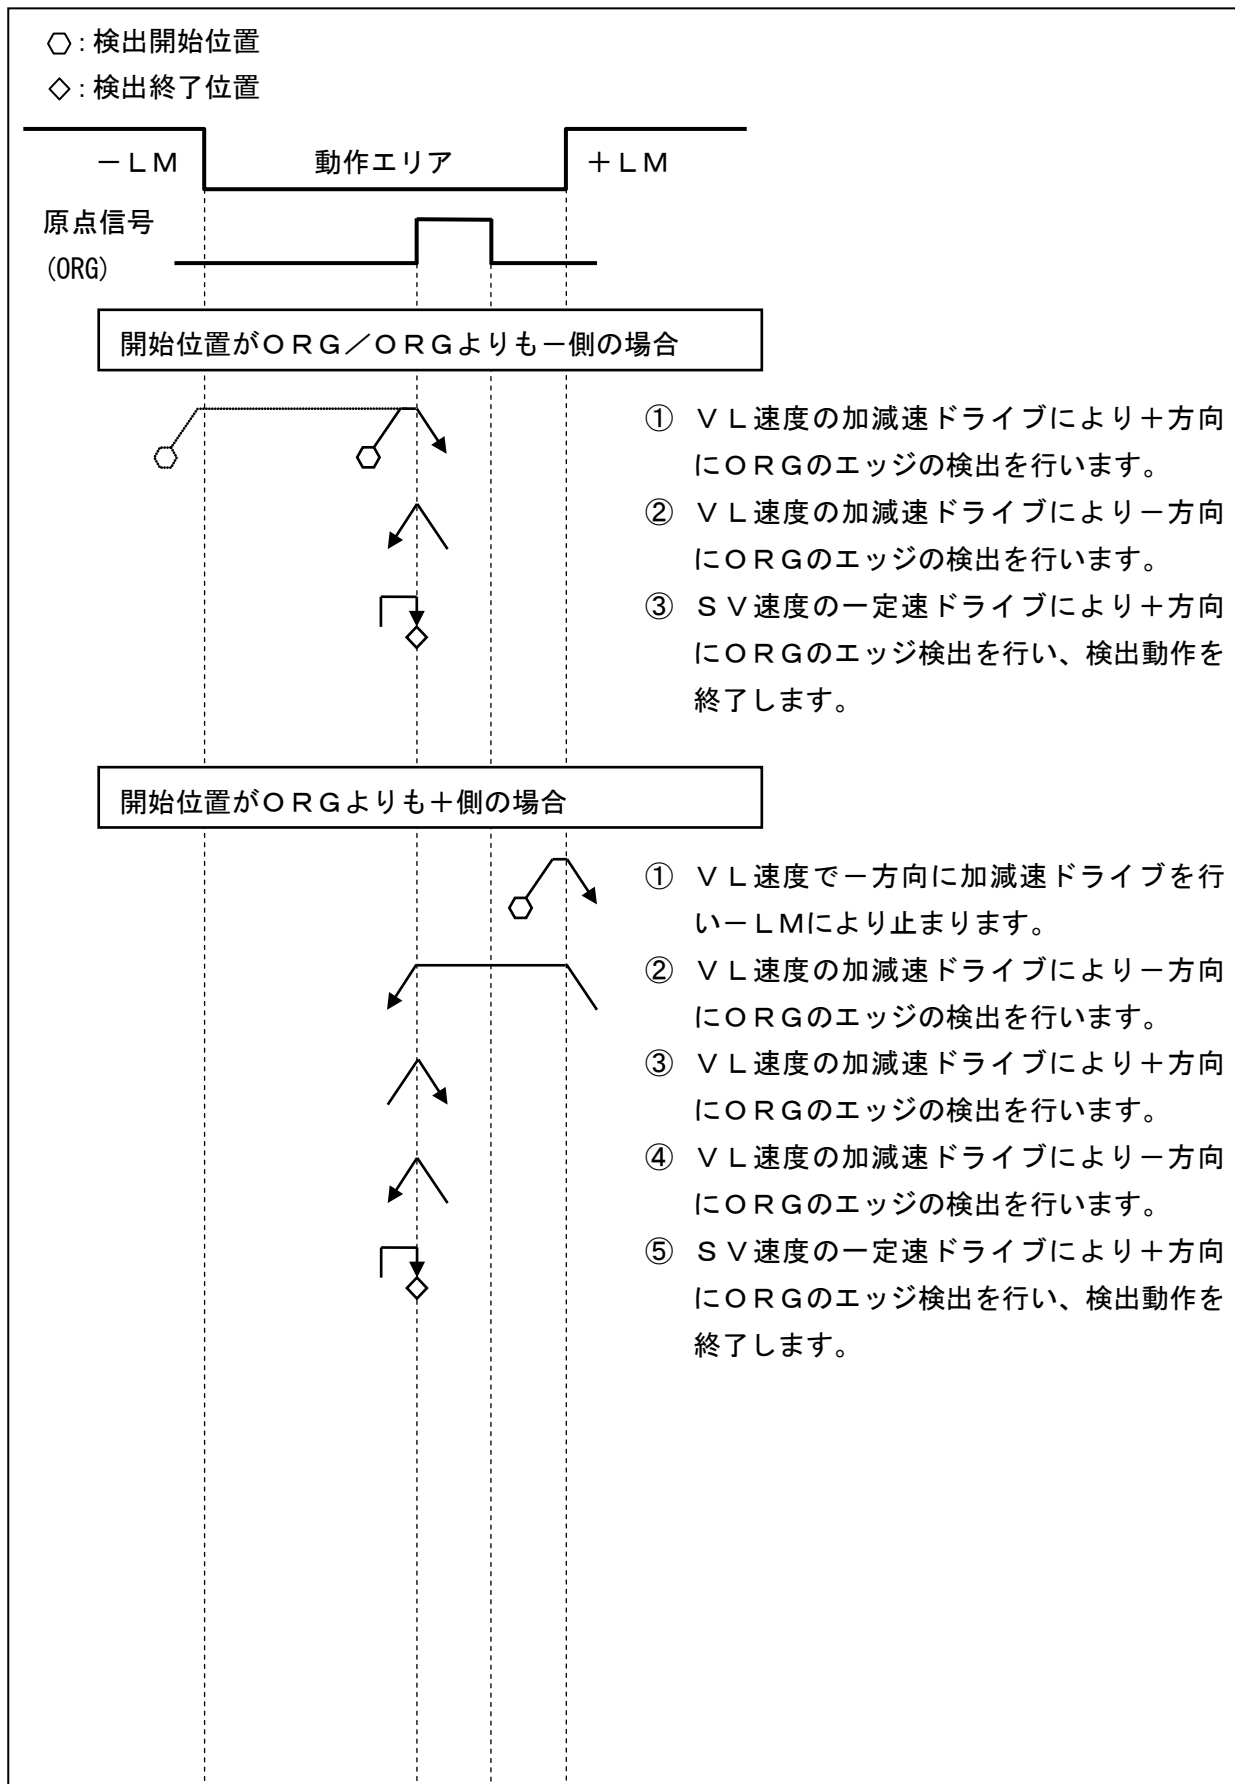 : 検出開始位置
: 検出終了位置
－ＬＭ 動作エリア ＋ＬＭ
原点信号
(ORG)
開始位置がＯＲＧ／ＯＲＧよりも－側の場合
① ＶＬ速度の加減速ドライブにより＋方向
にＯＲＧのエッジの検出を行います。
② ＶＬ速度の加減速ドライブにより－方向
にＯＲＧのエッジの検出を行います。
③ ＳＶ速度の一定速ドライブにより＋方向
にＯＲＧのエッジ検出を行い、検出動作を
終了します。
開始位置がＯＲＧよりも＋側の場合
① ＶＬ速度で－方向に加減速ドライブを行
い－ＬＭにより止まります。
② ＶＬ速度の加減速ドライブにより－方向
にＯＲＧのエッジの検出を行います。
③ ＶＬ速度の加減速ドライブにより＋方向
にＯＲＧのエッジの検出を行います。
④ ＶＬ速度の加減速ドライブにより－方向
にＯＲＧのエッジの検出を行います。
⑤ ＳＶ速度の一定速ドライブにより＋方向
にＯＲＧのエッジ検出を行い、検出動作を
終了します。